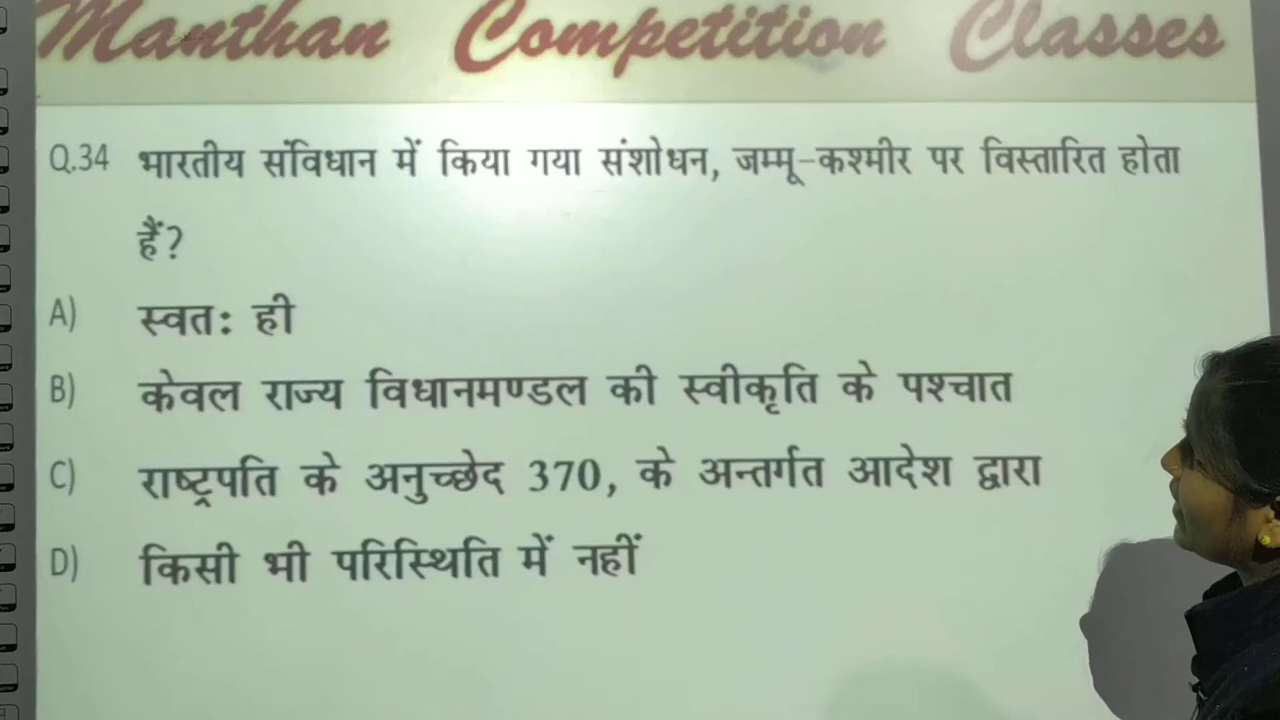 Manthan Competition Classes
Q.34 भारतीय संविधान में किया गया संशोधन, जम्मू-कश्मीर पर विस्तारित होता
हैं?
A) स्वतः ही
B) केवल राज्य विधानमण्डल की स्वीकृति के पश्चात
C) राष्ट्रपति के अनुच्छेद 370, के अन्तर्गत आदेश द्वारा
D) किसी भी परिस्थिति में नहीं